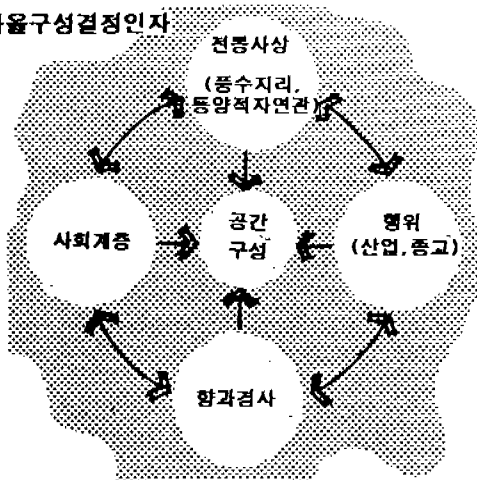 마을구성결정인자
전통사상
(풍수지리,
동양적자연관)
사회계층
공간
구성
행위
(산업,종교)
향과경사